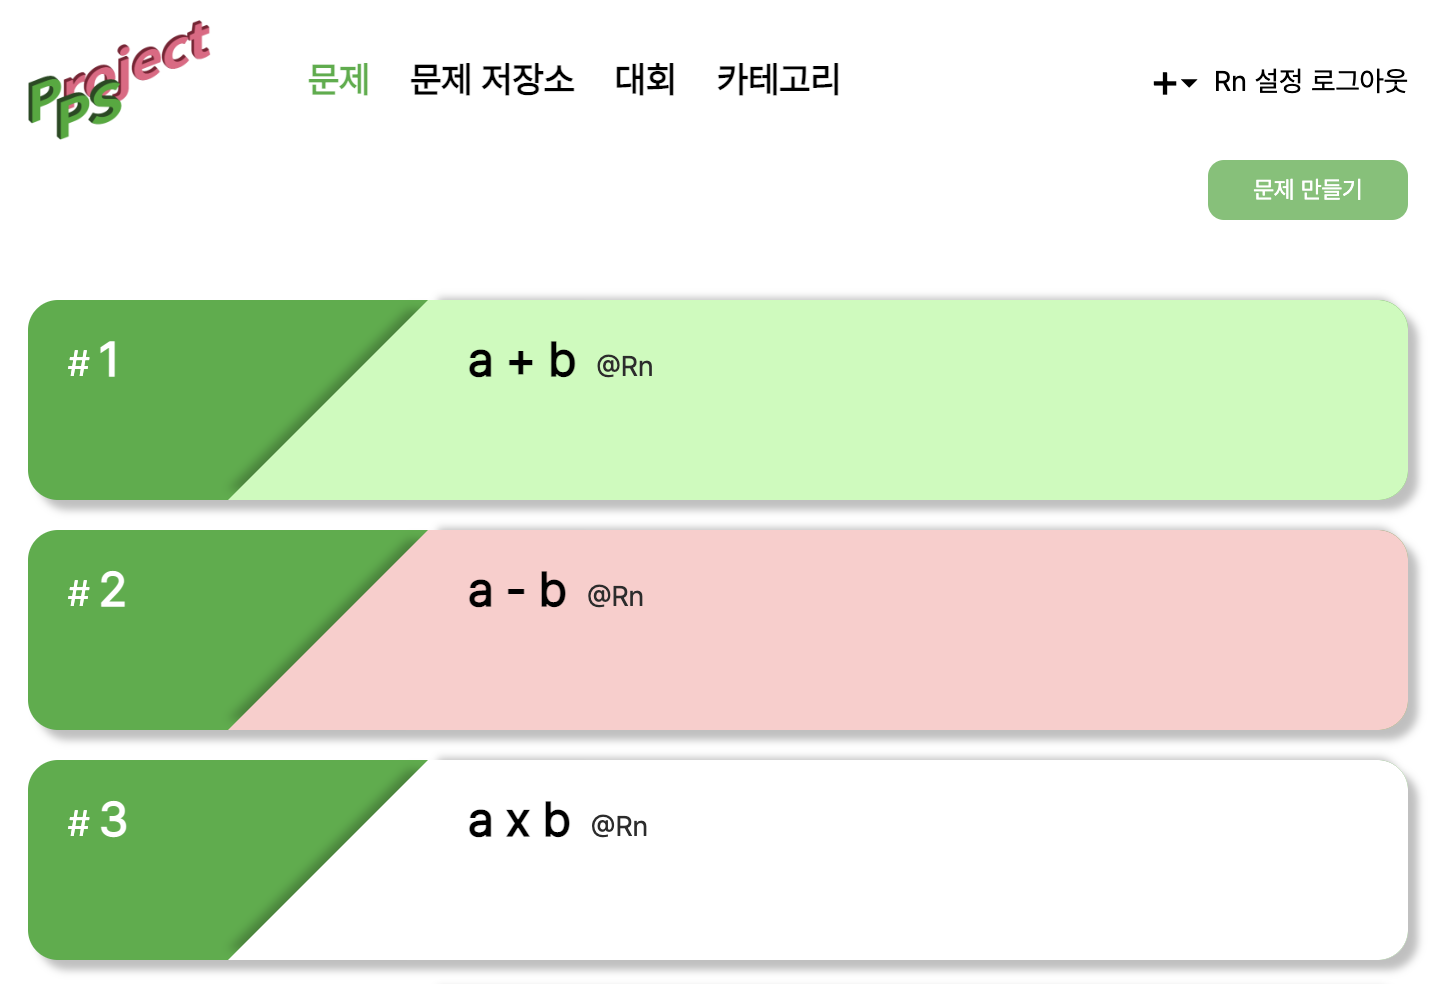 Project
PS
문제 문제 저장소 대회 카테고리 +▾ Rn 설정 로그아웃
문제 만들기
# 1 a + b @Rn
# 2 a - b @Rn
# 3 a x b @Rn